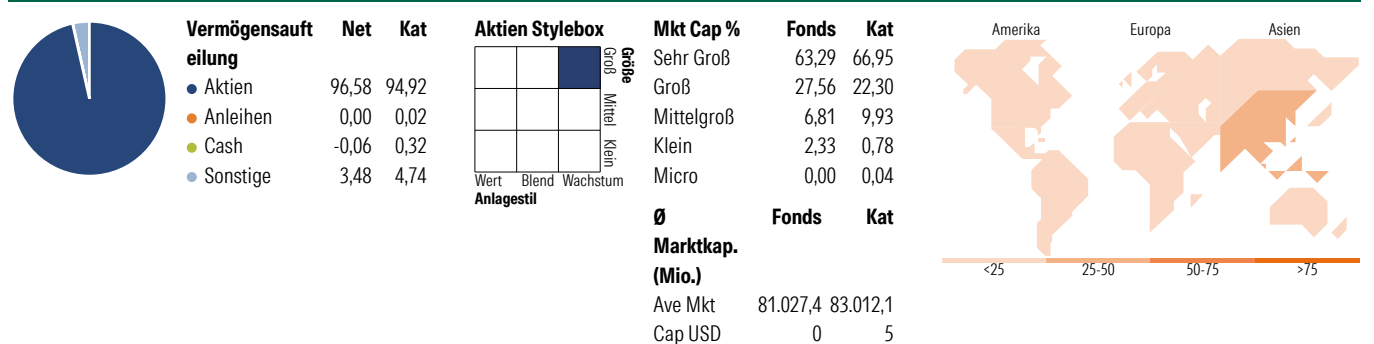 Vermögensauft Net Kat
eilung
Aktien 96,58 94,92
Anleihen 0,00 0,02
Cash -0,06 0,32
Sonstige 3,48 4,74
Aktien Stylebox
Größe
Groß
Mittel
Klein
Wert Blend Wachstum
Anlagestil
Mkt Cap % Fonds Kat
Sehr Groß 63,29 66,95
Groß 27,56 22,30
Mittelgroß 6,81 9,93
Klein 2,33 0,78
Micro 0,00 0,04
Ø Fonds Kat
Marktkap.
(Mio.)
Ave Mkt 81.027,4 83.012,1
Cap USD 0 5
Amerika Europa Asien
<25 25-50 50-75 >75